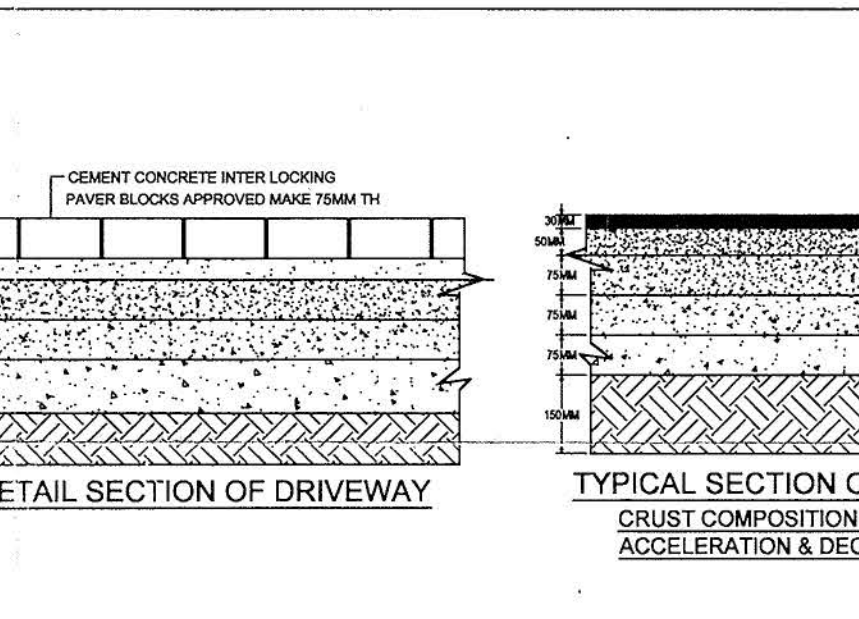 CEMENT CONCRETE INTER LOCKING
PAVER BLOCKS APPROVED MAKE 75MM TH
ETAIL SECTION OF DRIVEWAY
30MM
50MM
75MM
75MM
75MM
150MM
TYPICAL SECTION O
CRUST COMPOSITION
ACCELERATION & DEC